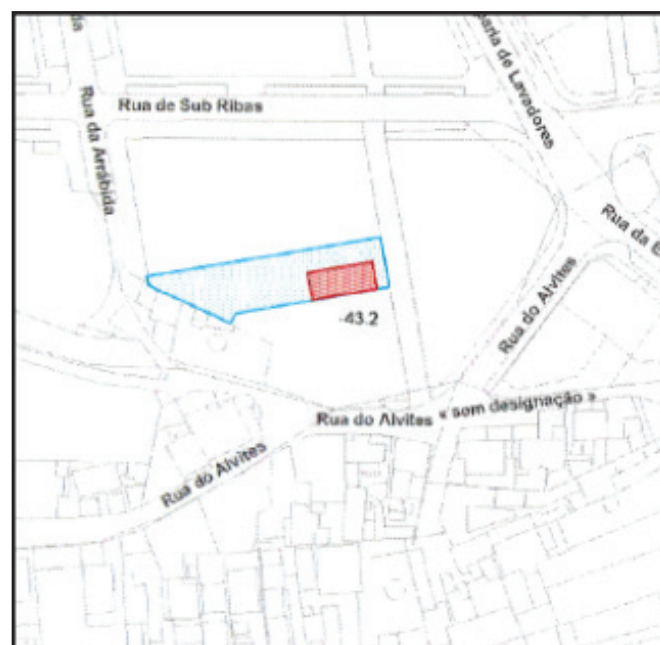 Rua de Sub Ribas
Rua da Arrábida
de Lavadores
Rua da E
Rua do Alvites
-43.2
Rua do Alvites « sem designação »
Rua do Alvites